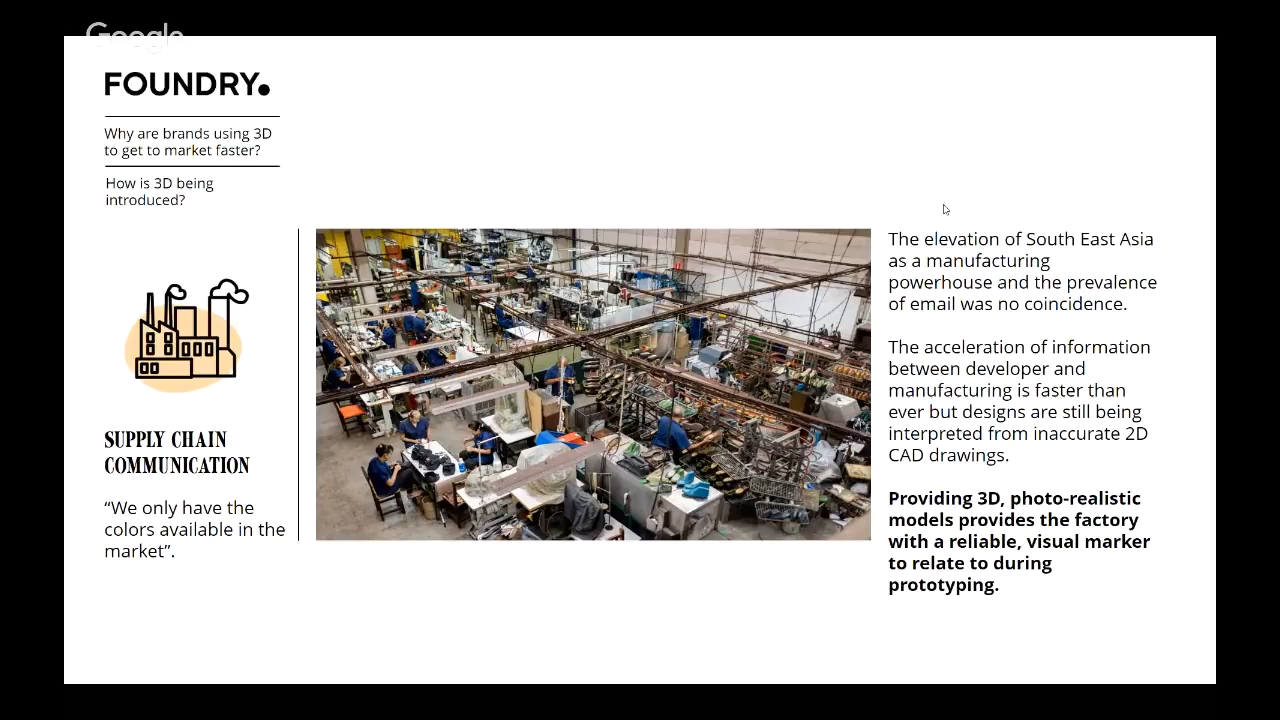 Google
FOUNDRY.
Why are brands using 3D
to get to market faster?
How is 3D being
introduced?
SUPPLY CHAIN
COMMUNICATION
“We only have the
colors available in the
market”.
The elevation of South East Asia
as a manufacturing
powerhouse and the prevalence
of email was no coincidence.
The acceleration of information
between developer and
manufacturing is faster than
ever but designs are still being
interpreted from inaccurate 2D
CAD drawings.
Providing 3D, photo-realistic
models provides the factory
with a reliable, visual marker
to relate to during
prototyping.